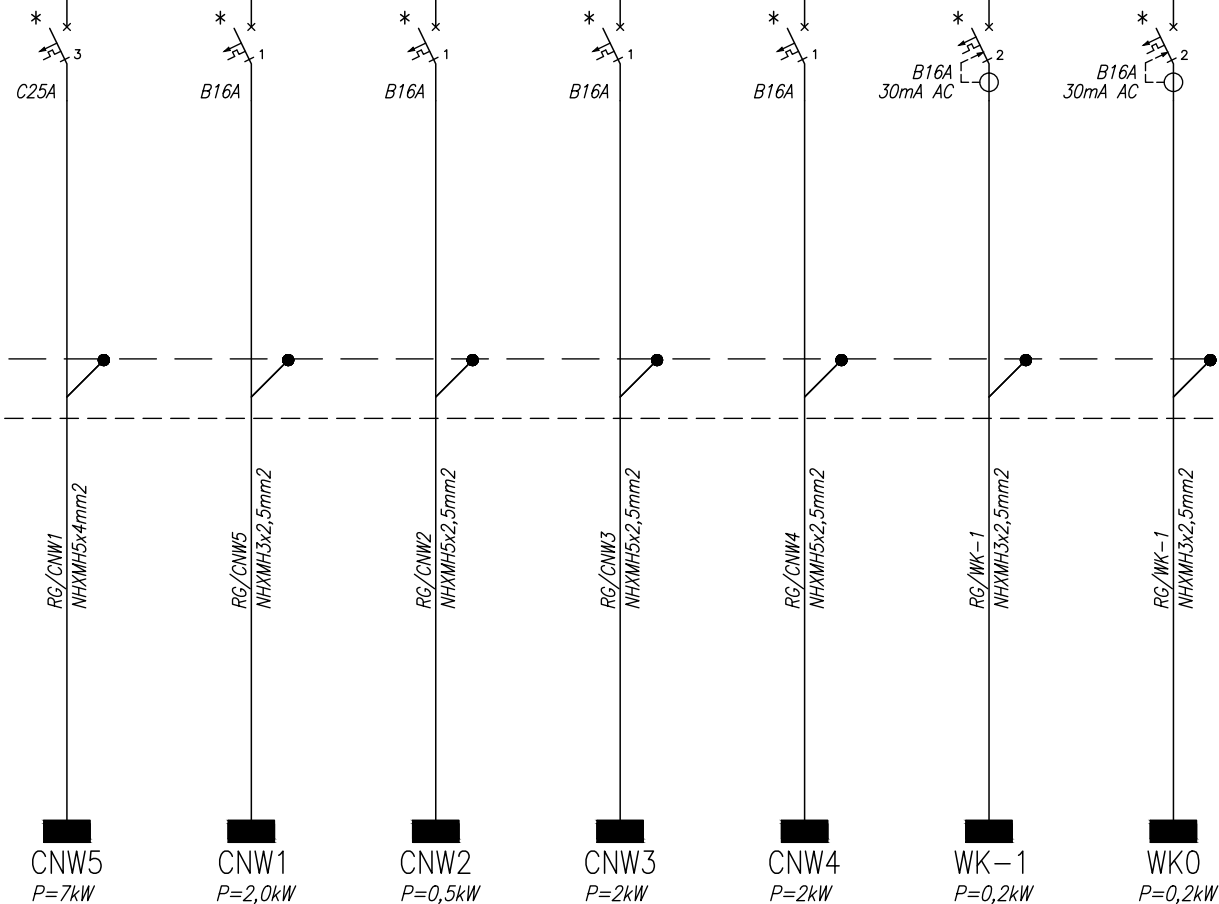 * * * * * * *
3 1 1 1 1 2 2
C25A B16A B16A B16A B16A B16A B16A
30mA AC 30mA AC
RG/CNW1
NHXMH5x4mm2
RG/CNW5
NHXMH3x2,5mm2
RG/CNW2
NHXMH5x2,5mm2
RG/CNW3
NHXMH5x2,5mm2
RG/CNW4
NHXMH5x2,5mm2
RG/WK-1
NHXMH3x2,5mm2
RG/WK-1
NHXMH3x2,5mm2
CNW5 CNW1 CNW2 CNW3 CNW4 WK-1 WK0
P=7kW P=2,0kW P=0,5kW P=2kW P=2kW P=0,2kW P=0,2kW